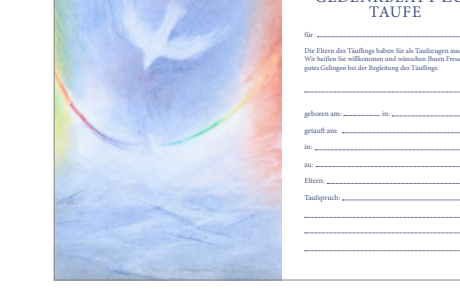 GEDENKBLATT ZU
TAUFE
für
Die Eltern des Täuflings haben Sie als Taufzeugen aus
Wir heißen Sie willkommen und wünschen Ihnen Freu
gutes Gelingen bei der Begleitung des Täuflings.
geboren am: in:
getauft am:
in:
zu:
Eltern:
Taufspruch: